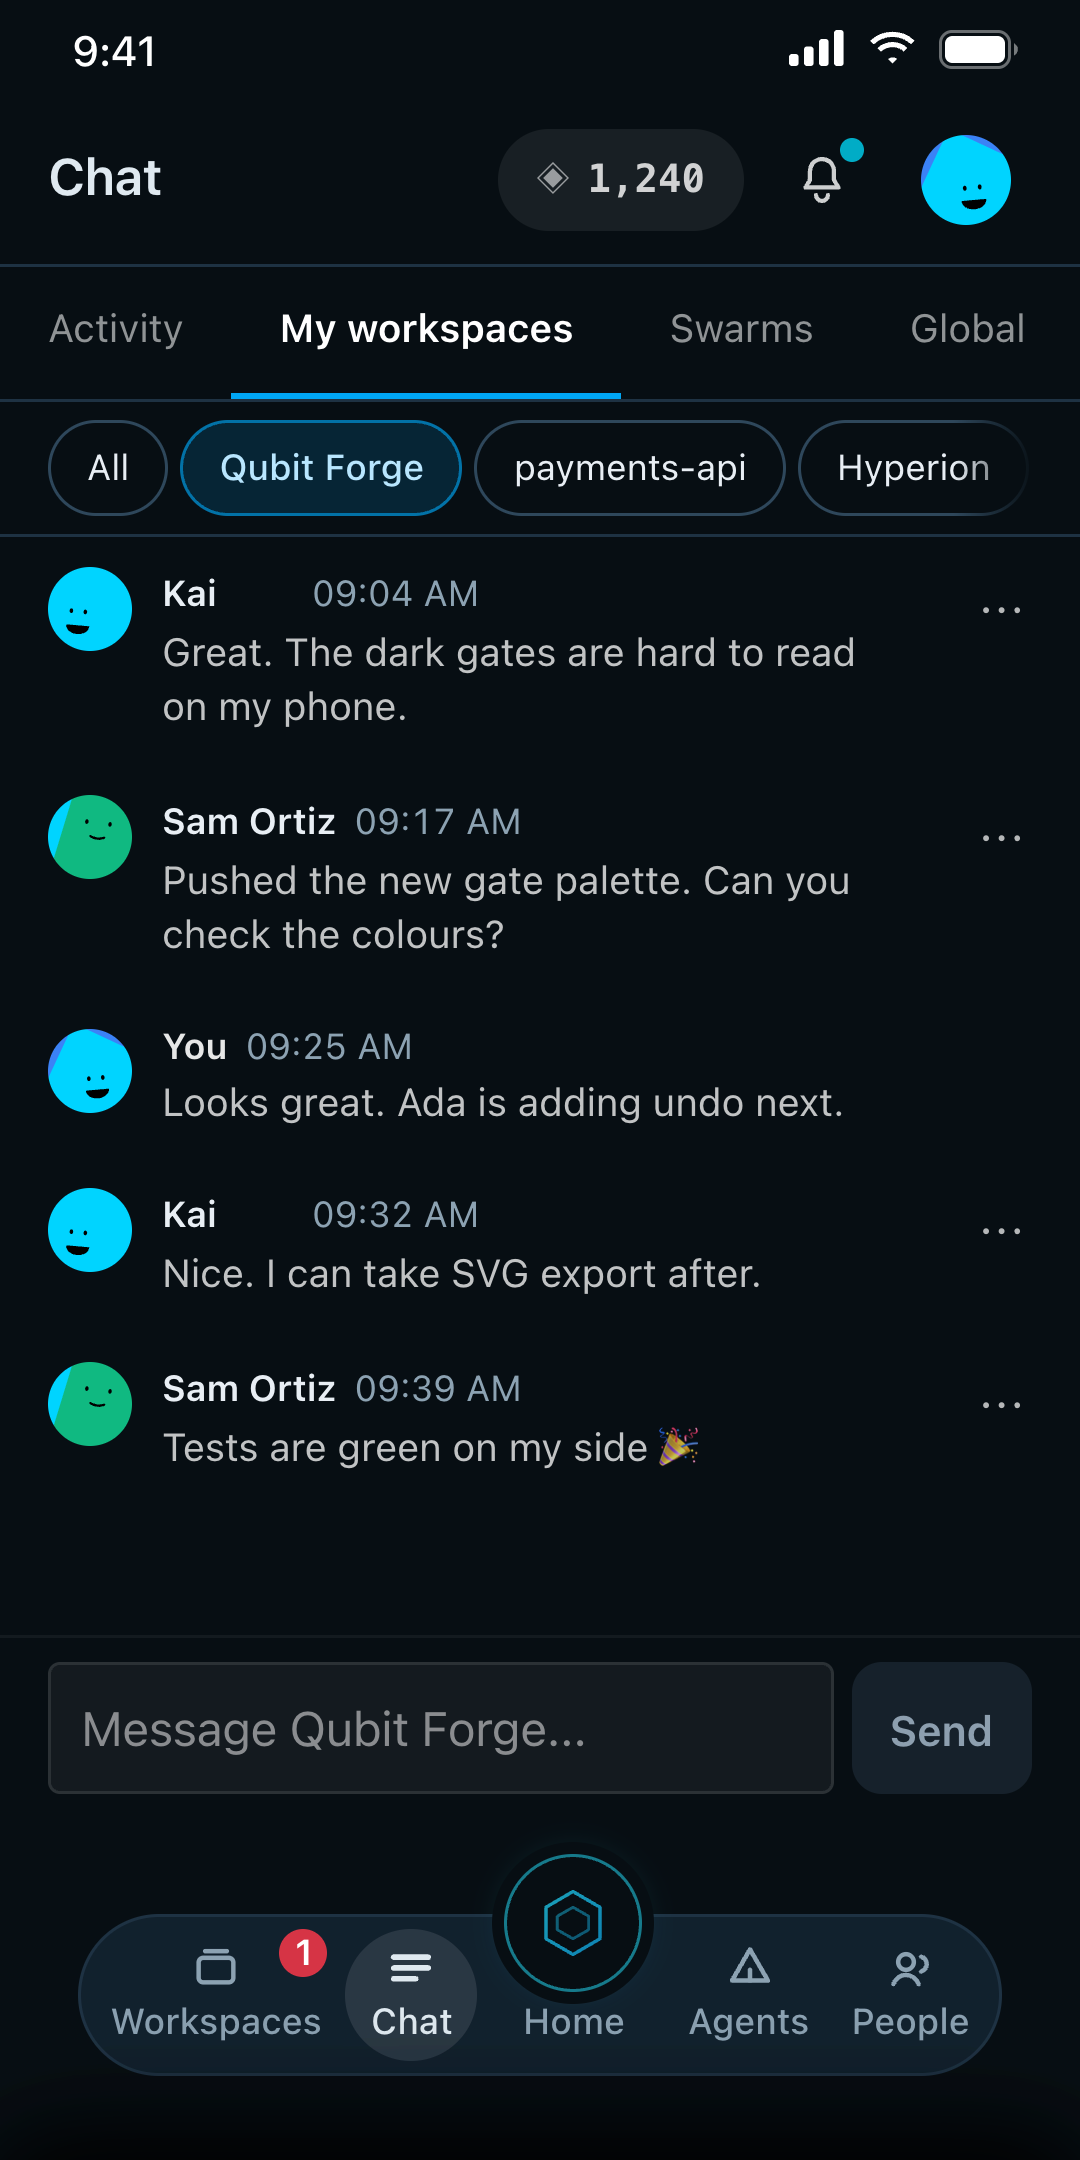 9:41
Chat
1,240
Activity My workspaces Swarms Global
All Qubit Forge payments-api Hyperion
Kai 09:04 AM
Great. The dark gates are hard to read
on my phone.
Sam Ortiz 09:17 AM
Pushed the new gate palette. Can you
check the colours?
You 09:25 AM
Looks great. Ada is adding undo next.
Kai 09:32 AM
Nice. I can take SVG export after.
Sam Ortiz 09:39 AM
Tests are green on my side 🎉
Message Qubit Forge...
Send
1
Workspaces Chat Home Agents People